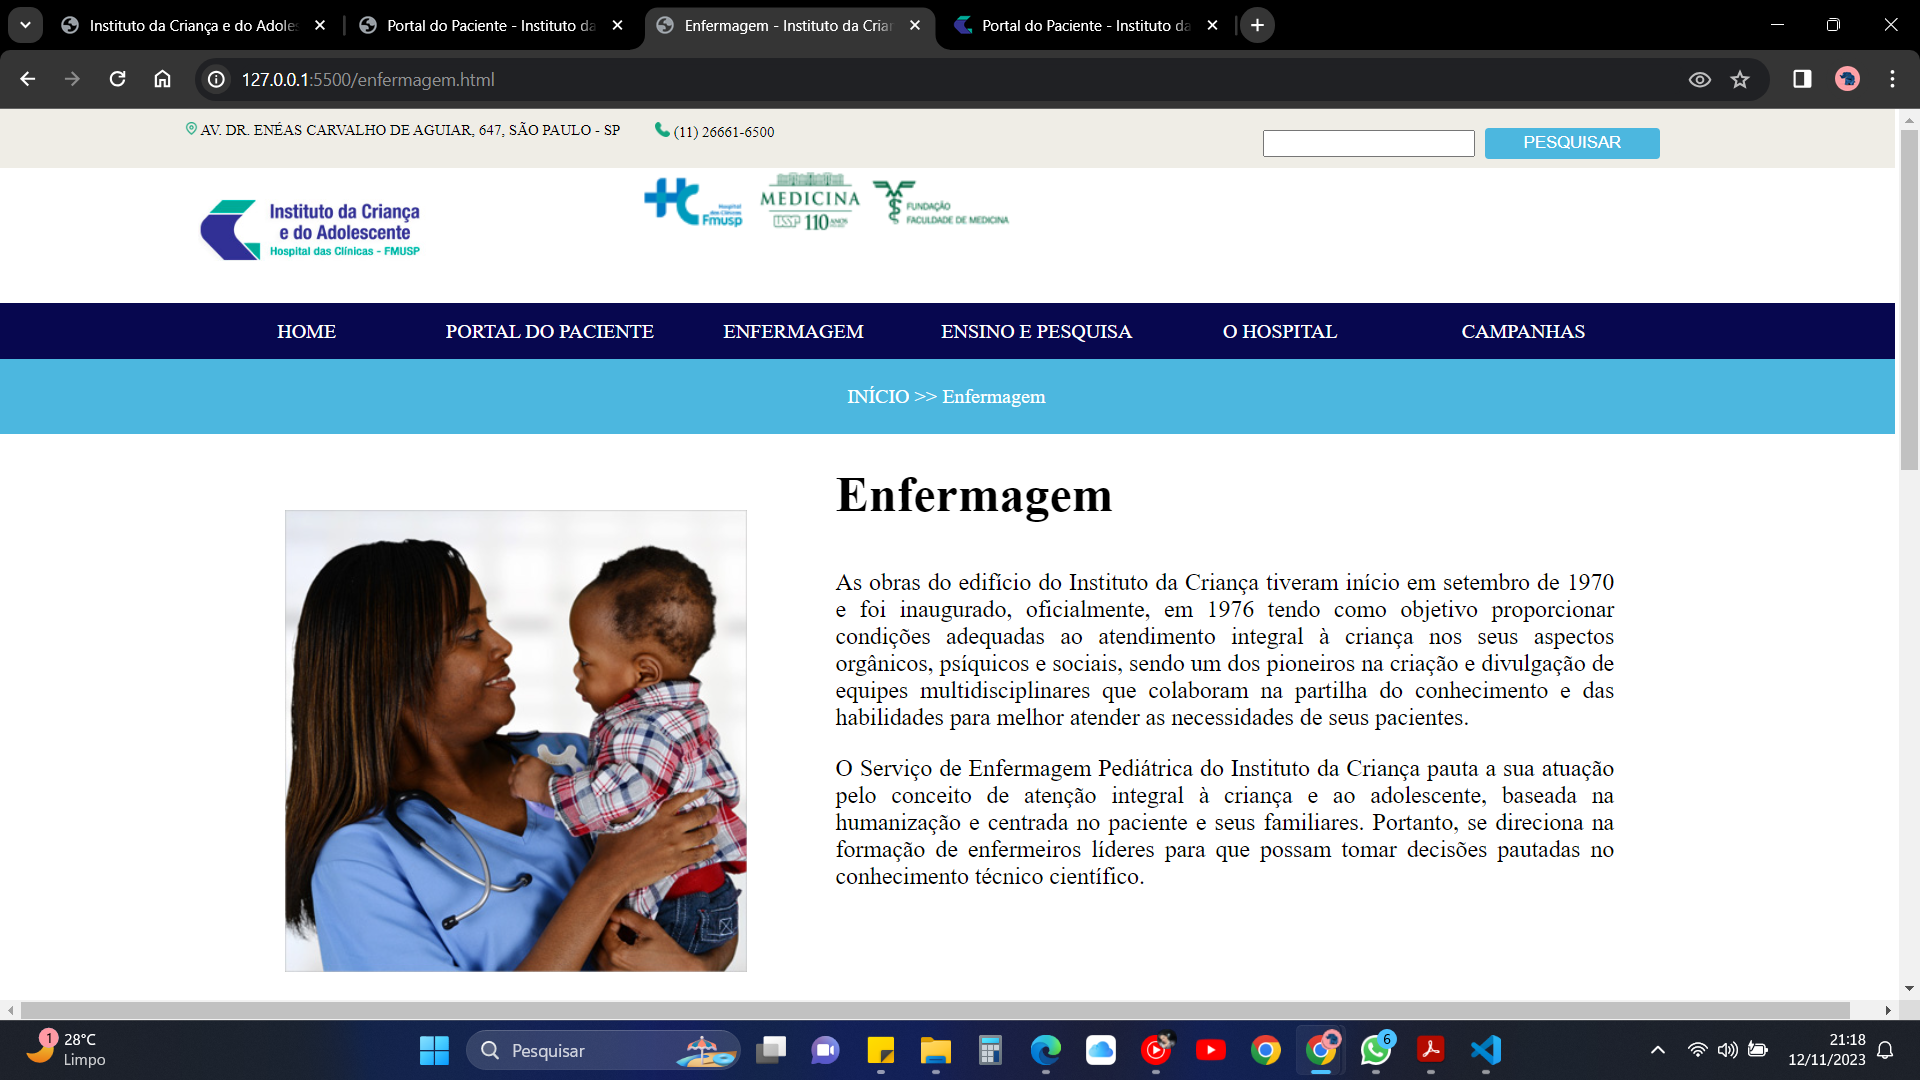 Instituto da Criança e do Adoles
Portal do Paciente - Instituto da
Enfermagem - Instituto da Crian
Portal do Paciente - Instituto da
127.0.0.1:5500/enfermagem.html
AV. DR. ENÉAS CARVALHO DE AGUIAR, 647, SÃO PAULO - SP
(11) 26661-6500
PESQUISAR
Instituto da Criança
e do Adolescente
Hospital das Clínicas - FMUSP
HC
Hospital
das Clínicas
Fmusp
MEDICINA
USP 110 ANOS
FUNDAÇÃO
FACULDADE DE MEDICINA
HOME
PORTAL DO PACIENTE
ENFERMAGEM
ENSINO E PESQUISA
O HOSPITAL
CAMPANHAS
INÍCIO >> Enfermagem
Enfermagem
As obras do edifício do Instituto da Criança tiveram início em setembro de 1970
e foi inaugurado, oficialmente, em 1976 tendo como objetivo proporcionar
condições adequadas ao atendimento integral à criança nos seus aspectos
orgânicos, psíquicos e sociais, sendo um dos pioneiros na criação e divulgação de
equipes multidisciplinares que colaboram na partilha do conhecimento e das
habilidades para melhor atender as necessidades de seus pacientes.
O Serviço de Enfermagem Pediátrica do Instituto da Criança pauta a sua atuação
pelo conceito de atenção integral à criança e ao adolescente, baseada na
humanização e centrada no paciente e seus familiares. Portanto, se direciona na
formação de enfermeiros líderes para que possam tomar decisões pautadas no
conhecimento técnico científico.
1
28°C
Limpo
Pesquisar
6
21:18
12/11/2023